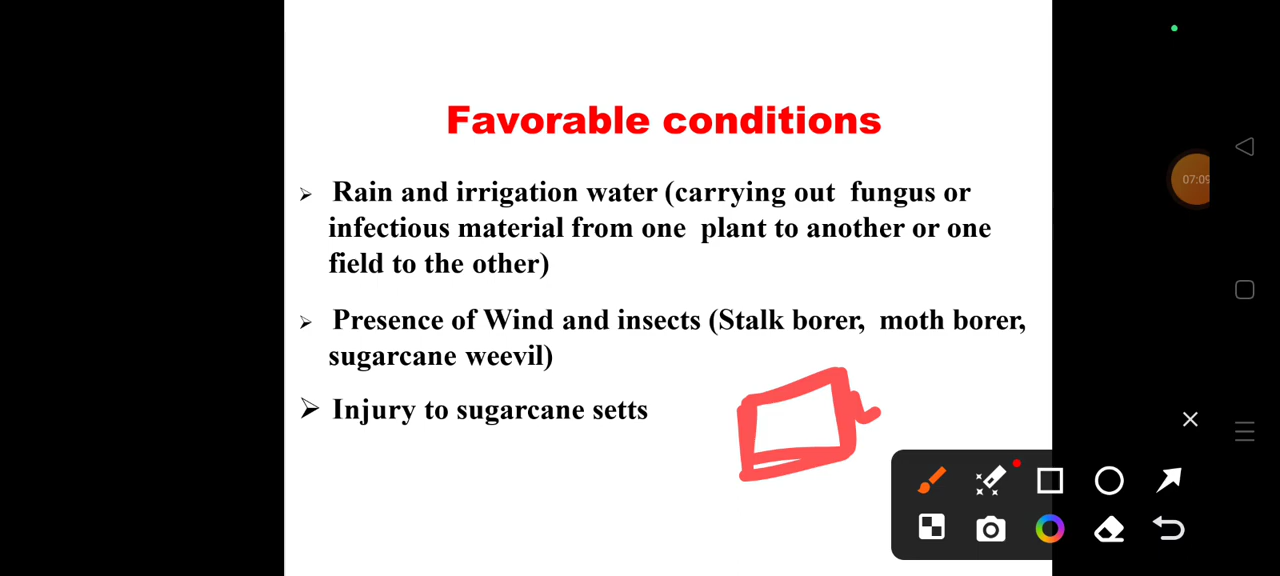 Favorable conditions
➢ Rain and irrigation water (carrying out fungus or
infectious material from one plant to another or one
field to the other)
➢ Presence of Wind and insects (Stalk borer, moth borer,
sugarcane weevil)
➢ Injury to sugarcane setts
07:09